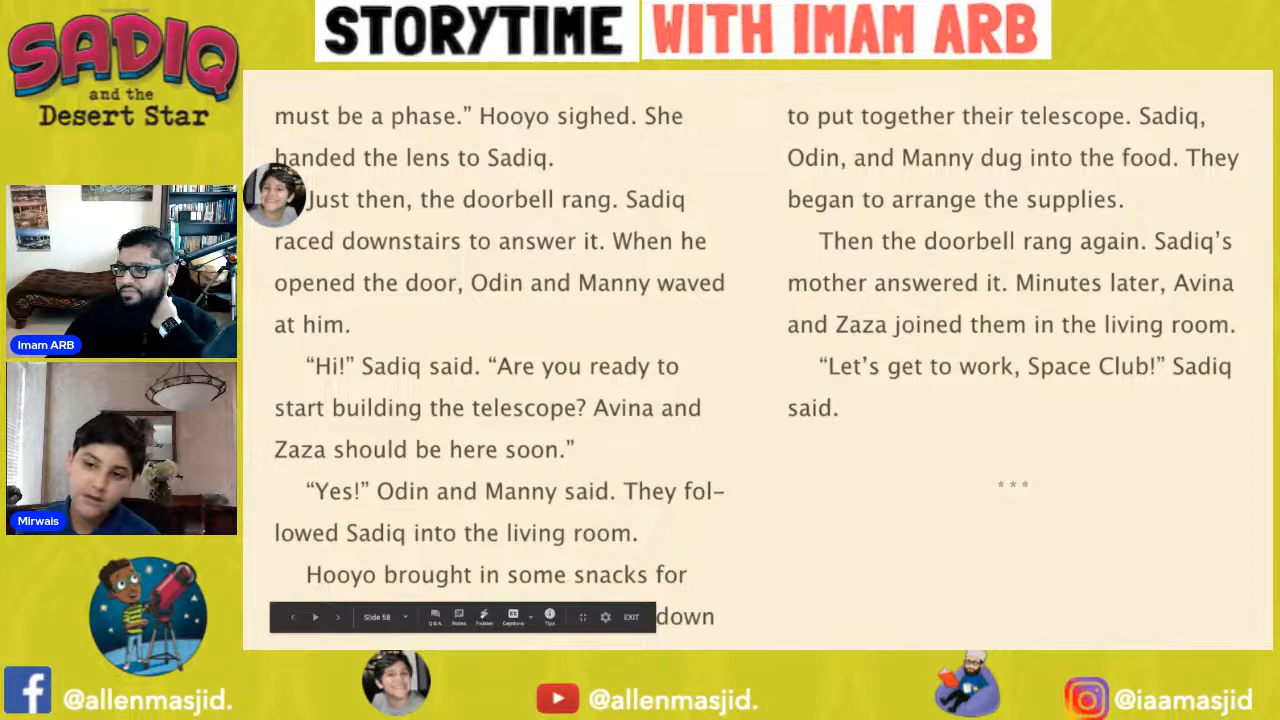 SADIQ
and the
Desert Star
STORYTIME WITH IMAM ARB
must be a phase.” Hooyo sighed. She
handed the lens to Sadiq.
Just then, the doorbell rang. Sadiq
raced downstairs to answer it. When he
opened the door, Odin and Manny waved
at him.
“Hi!” Sadiq said. “Are you ready to
start building the telescope? Avina and
Zaza should be here soon.”
“Yes!” Odin and Manny said. They fol-
lowed Sadiq into the living room.
Hooyo brought in some snacks for
down
to put together their telescope. Sadiq,
Odin, and Manny dug into the food. They
began to arrange the supplies.
Then the doorbell rang again. Sadiq’s
mother answered it. Minutes later, Avina
and Zaza joined them in the living room.
“Let’s get to work, Space Club!” Sadiq
said.
***
Imam ARB
Mirwais
Slide 58
Q&A Notes Pointer Captions Tips EXIT
@allenmasjid.
@allenmasjid.
@iaamasjid